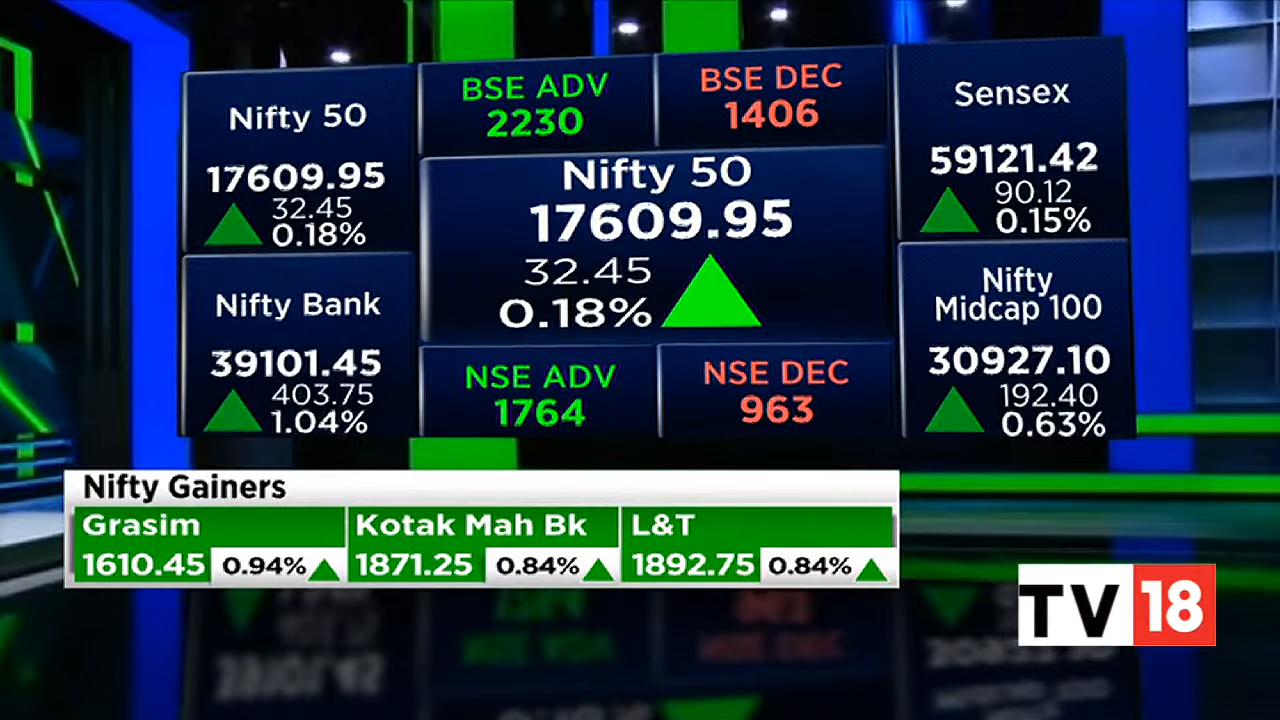 Nifty 50
17609.95
32.45
0.18%
BSE ADV
2230
BSE DEC
1406
Sensex
59121.42
90.12
0.15%
Nifty 50
17609.95
32.45
0.18%
Nifty Bank
39101.45
403.75
1.04%
NSE ADV
1764
NSE DEC
963
Nifty
Midcap 100
30927.10
192.40
0.63%
Nifty Gainers
Grasim
1610.45 0.94%
Kotak Mah Bk
1871.25 0.84%
L&T
1892.75 0.84%
TV18